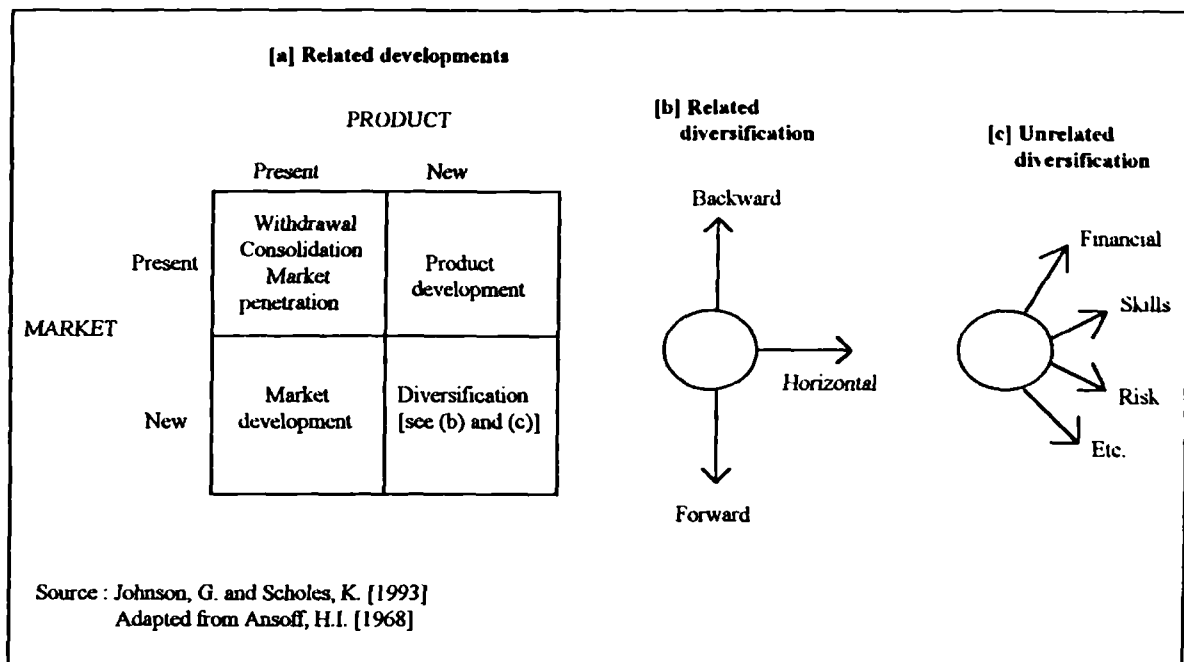 [a] Related developments
PRODUCT
Present New
MARKET
Present
Withdrawal
Consolidation
Market
penetration
Product
development
New
Market
development
Diversification
[see (b) and (c)]
[b] Related
diversification
Backward
Horizontal
Forward
[c] Unrelated
diversification
Financial
Skills
Risk
Etc.
Source : Johnson, G. and Scholes, K. [1993]
Adapted from Ansoff, H.I. [1968]